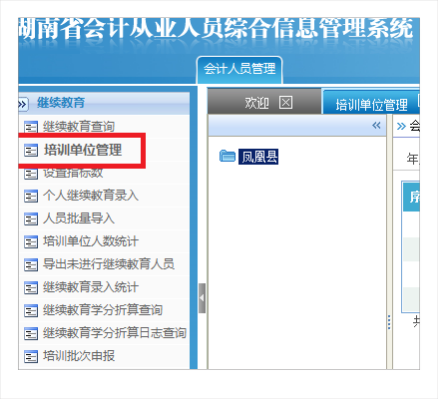 湖南省会计从业人员综合信息管理系统
会计人员管理
继续教育
继续教育查询
培训单位管理
设置指标数
个人继续教育录入
人员批量导入
培训单位人数统计
导出未进行继续教育人员
继续教育录入统计
继续教育学分折算查询
继续教育学分折算日志查询
培训批次申报
欢迎
培训单位管理
凤凰县
会
年
序
共